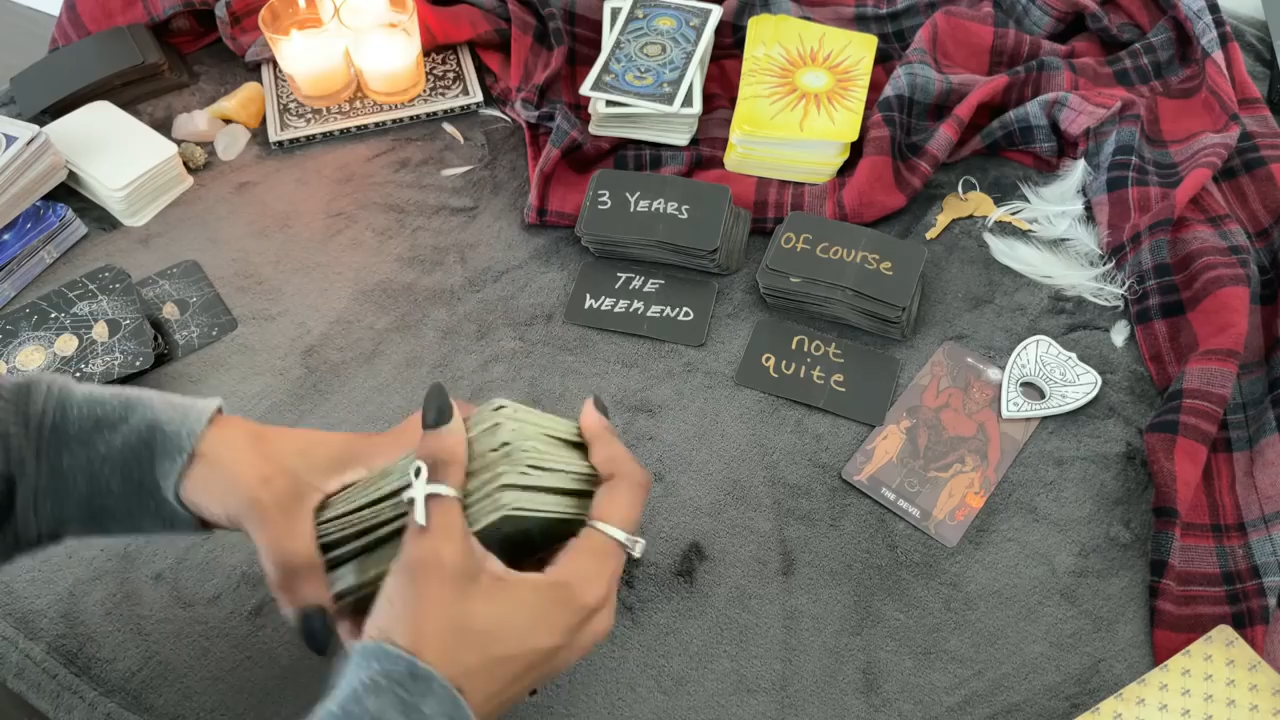 3 YEARS
THE
WEEKEND
OF course
not
quite
THE DEVIL